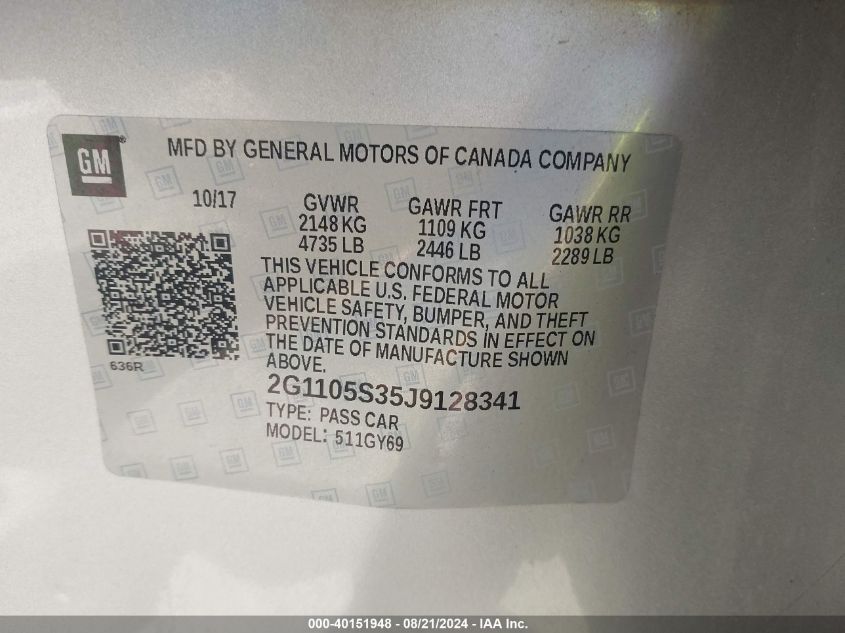 GM®
MFD BY GENERAL MOTORS OF CANADA COMPANY
10/17
GVWR
2148 KG
4735 LB
GAWR FRT
1109 KG
2446 LB
GAWR RR
1038 KG
2289 LB
THIS VEHICLE CONFORMS TO ALL
APPLICABLE U.S. FEDERAL MOTOR
VEHICLE SAFETY, BUMPER, AND THEFT
PREVENTION STANDARDS IN EFFECT ON
THE DATE OF MANUFACTURE SHOWN
ABOVE.
636R
2G1105S35J9128341
TYPE: PASS CAR
MODEL: 511GY69
000-40151948 - 08/21/2024 - IAA Inc.